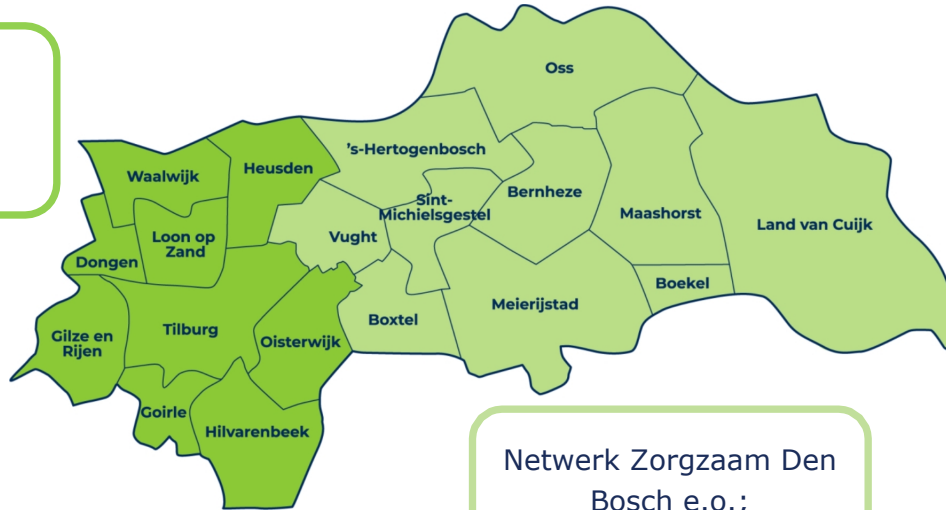 Oss
's-Hertogenbosch
Heusden
Waalwijk
Sint-
Michielsgestel
Bernheze
Maashorst
Land van Cuijk
Loon op
Zand
Vught
Dongen
Boekel
Meierijstad
Boxtel
Tilburg
Gilze en
Rijen
Oisterwijk
Goirle
Hilvarenbeek
Netwerk Zorgzaam Den
Bosch e.o.;